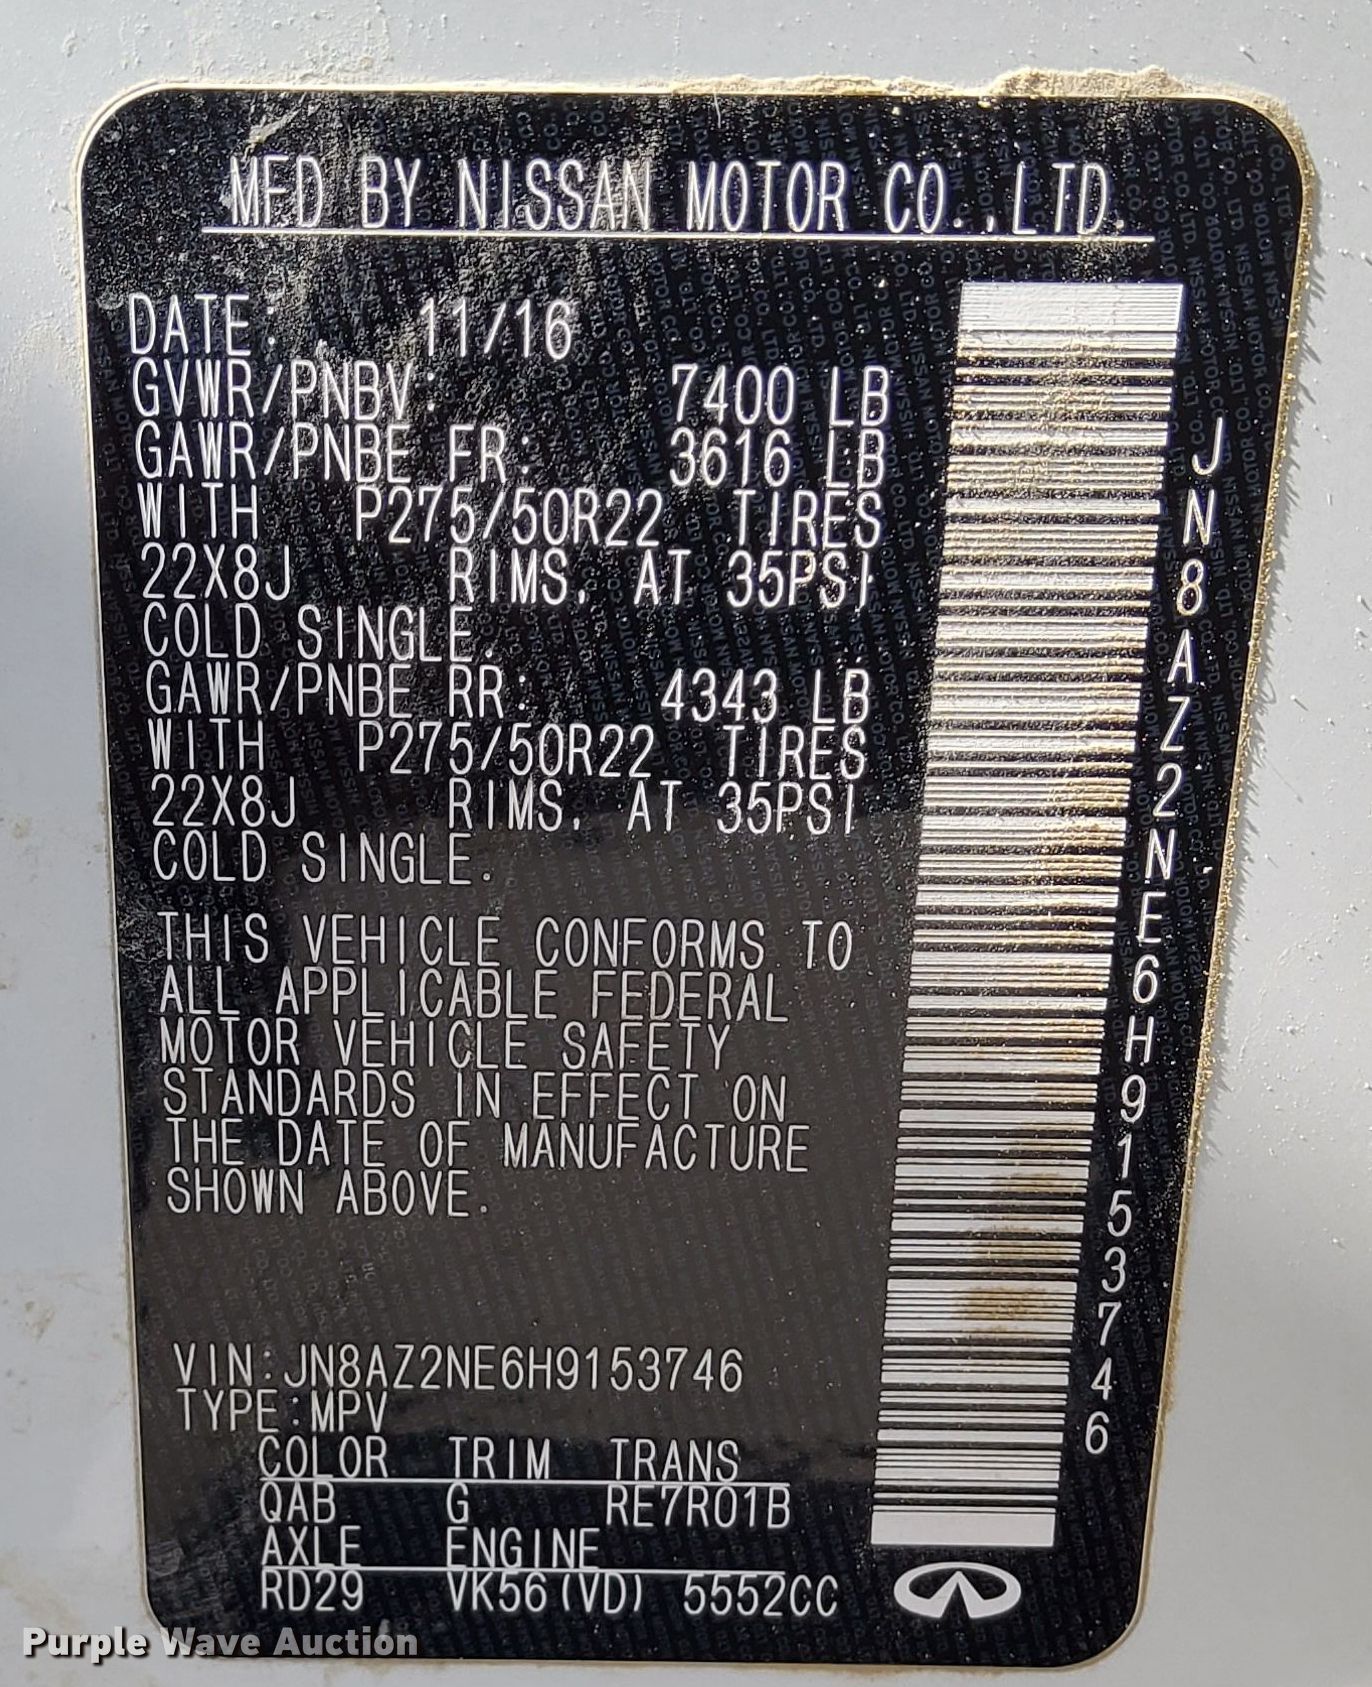 MFD BY NISSAN MOTOR CO.,LTD.
DATE: 11/16
GVWR/PNBV: 7400 LB
GAWR/PNBE FR: 3616 LB
WITH P275/50R22 TIRES
22X8J RIMS, AT 35PSI
COLD SINGLE.
GAWR/PNBE RR: 4343 LB
WITH P275/50R22 TIRES
22X8J RIMS, AT 35PSI
COLD SINGLE.
THIS VEHICLE CONFORMS TO
ALL APPLICABLE FEDERAL
MOTOR VEHICLE SAFETY
STANDARDS IN EFFECT ON
THE DATE OF MANUFACTURE
SHOWN ABOVE.
VIN:JN8AZ2NE6H9153746
TYPE:MPV
COLOR TRIM TRANS
QAB G RE7R01B
AXLE ENGINE
RD29 VK56(VD) 5552CC
JN8AZ2NE6H9153746
Purple Wave Auction